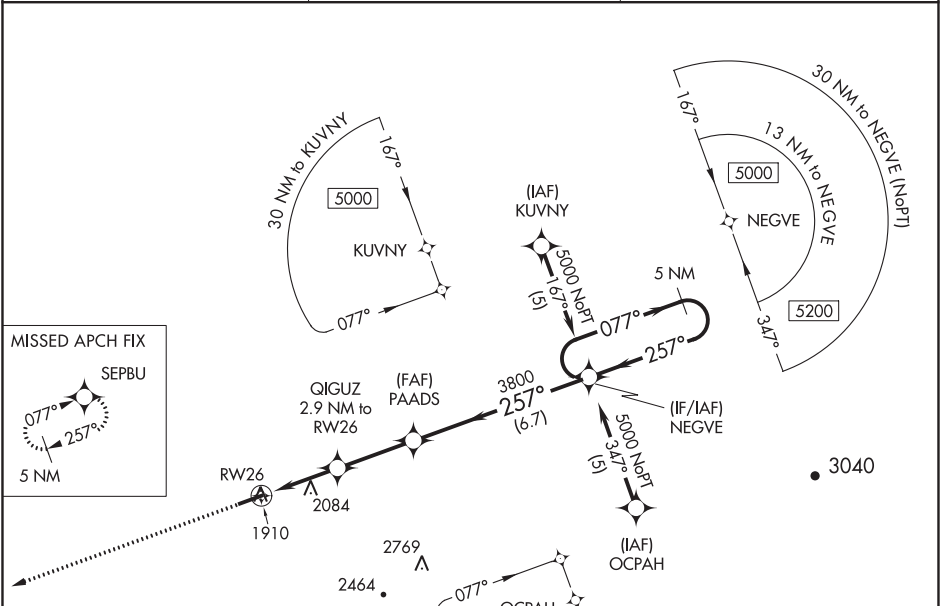 30 NM to KUVNY
167°
5000
KUVNY
077°
(IAF)
KUVNY
5000 NoPT
167°
(5)
5 NM
077°
257°
30 NM to NEGVE (NoPT)
167°
13 NM to NEGVE
5000
NEGVE
5200
347°
MISSED APCH FIX
SEPBU
077°
257°
5 NM
QIGUZ
2.9 NM to
RW26
(FAF)
PAADS
3800
257°
(6.7)
(IF/IAF)
NEGVE
5000 NoPT
347°
(5)
RW26
2084
1910
3040
(IAF)
OCPAH
2769
2464
077°
OCPAH